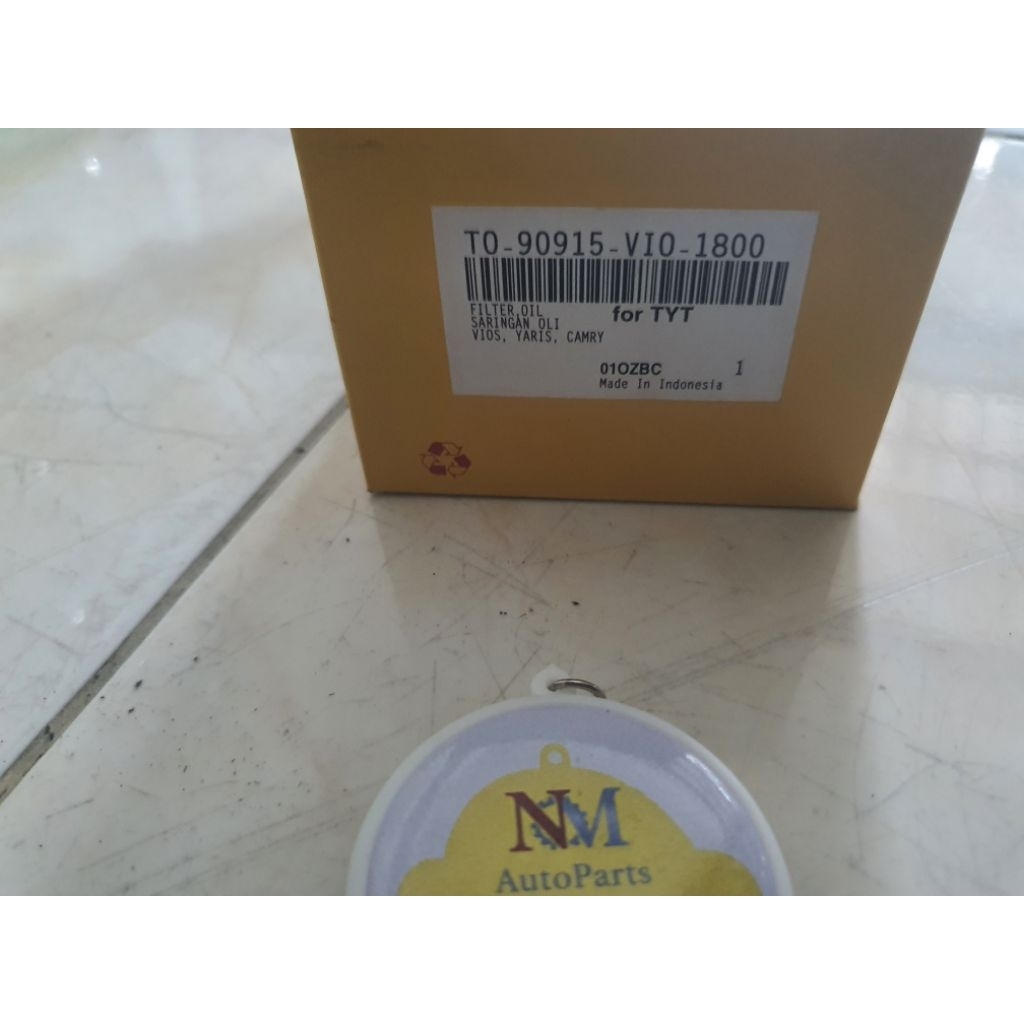 TO-90915-VIO-1800
FILTER,OIL
for TYT
SARINGAN OLI
VIOS, YARIS, CAMRY
01OZBC 1
Made In Indonesia
NM
AutoParts